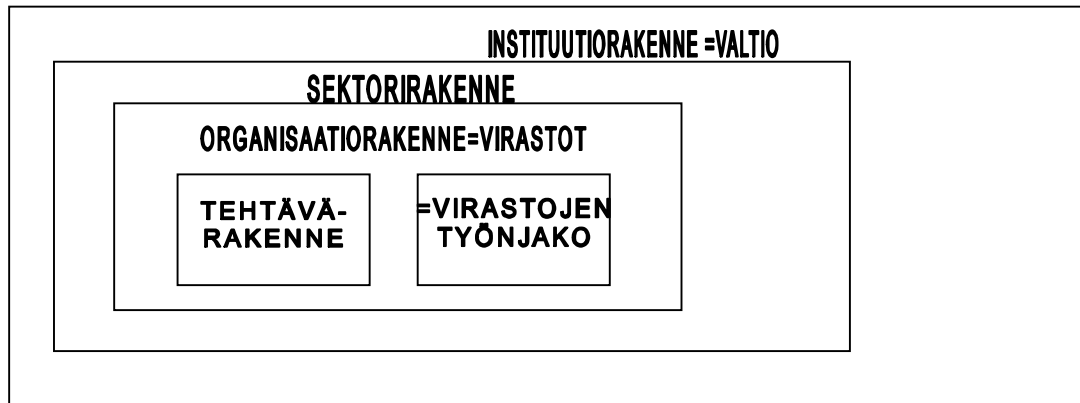 INSTITUUTIORAKENNE =VALTIO
SEKTORIRAKENNE
ORGANISAATIORAKENNE=VIRASTOT
TEHTÄVÄ-
RAKENNE
=VIRASTOJEN
TYÖNJAKO